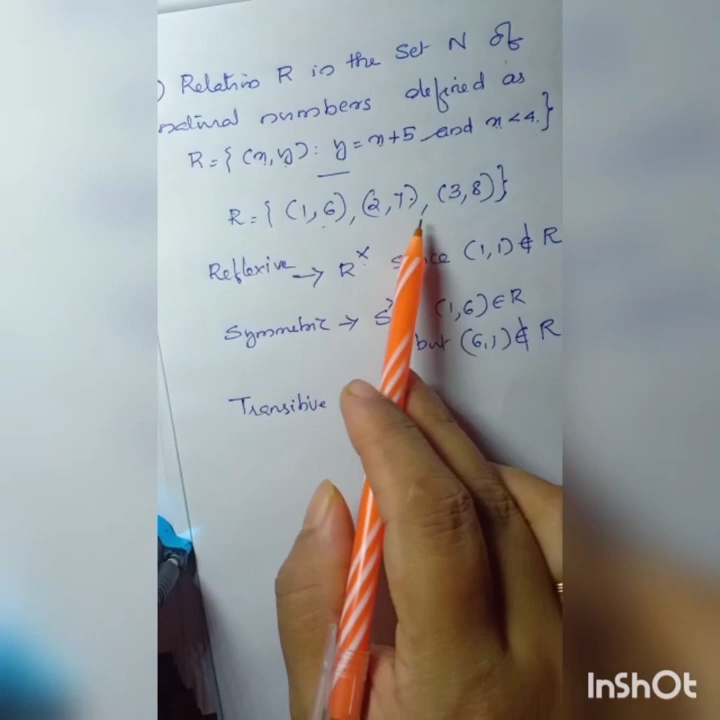 ) Relation R in the set N of
natural numbers defined as
R = { (x,y): y = x+5 and x<4.}
R = { (1,6), (2,7), (3,8)}
Reflexive → R× (1,1) ∉ R
Symmetric → S (1,6) ∈ R
but (6,1) ∉ R
Transitive
InShOt